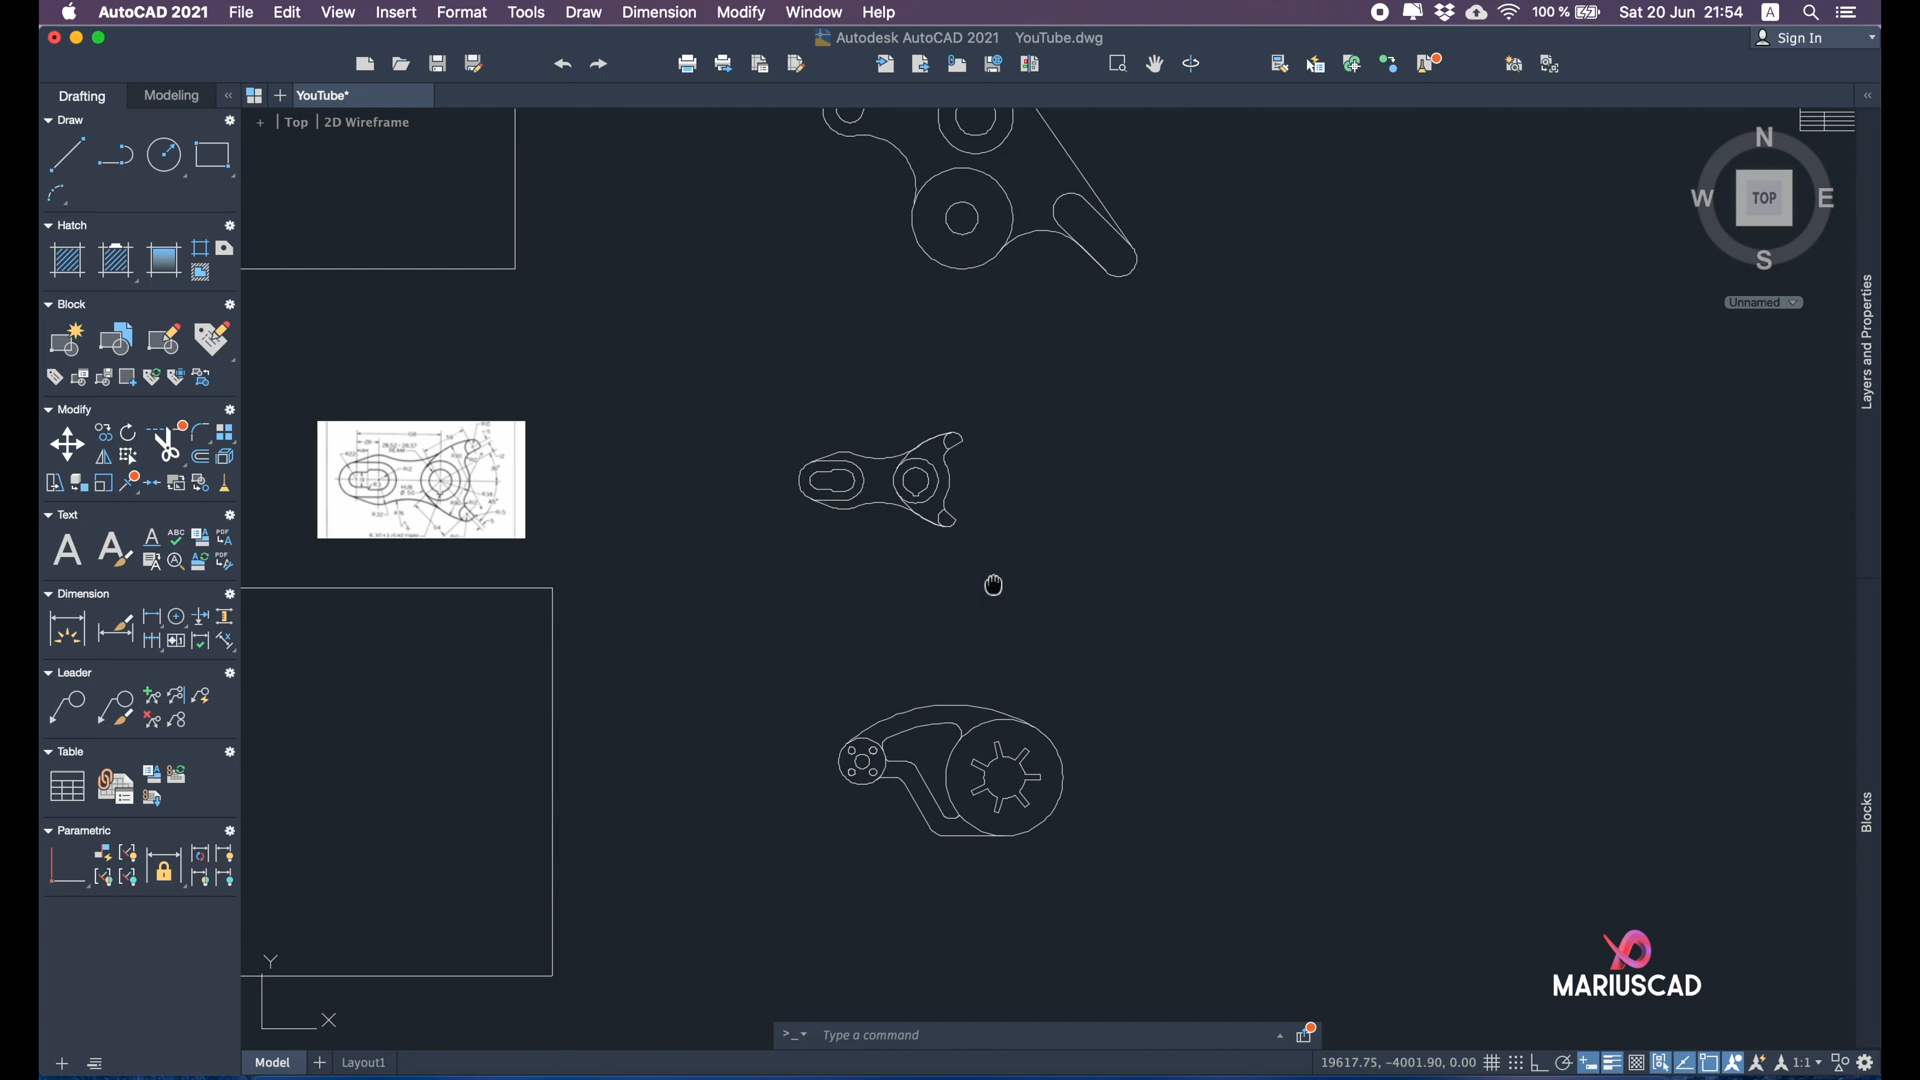 AutoCAD 2021 File Edit View Insert Format Tools Draw Dimension Modify Window Help 100 % Sat 20 Jun 21:54 A
Autodesk AutoCAD 2021 YouTube.dwg Sign In
Drafting Modeling YouTube*
Draw
+ | Top | 2D Wireframe
N
W TOP E
S
Unnamed
Hatch
Block
Modify
Text
Dimension
Leader
Table
Parametric
Layers and Properties
Blocks
Y
X
MARIUSCAD
>_ Type a command
Model Layout1 19617.75, -4001.90, 0.00 1:1